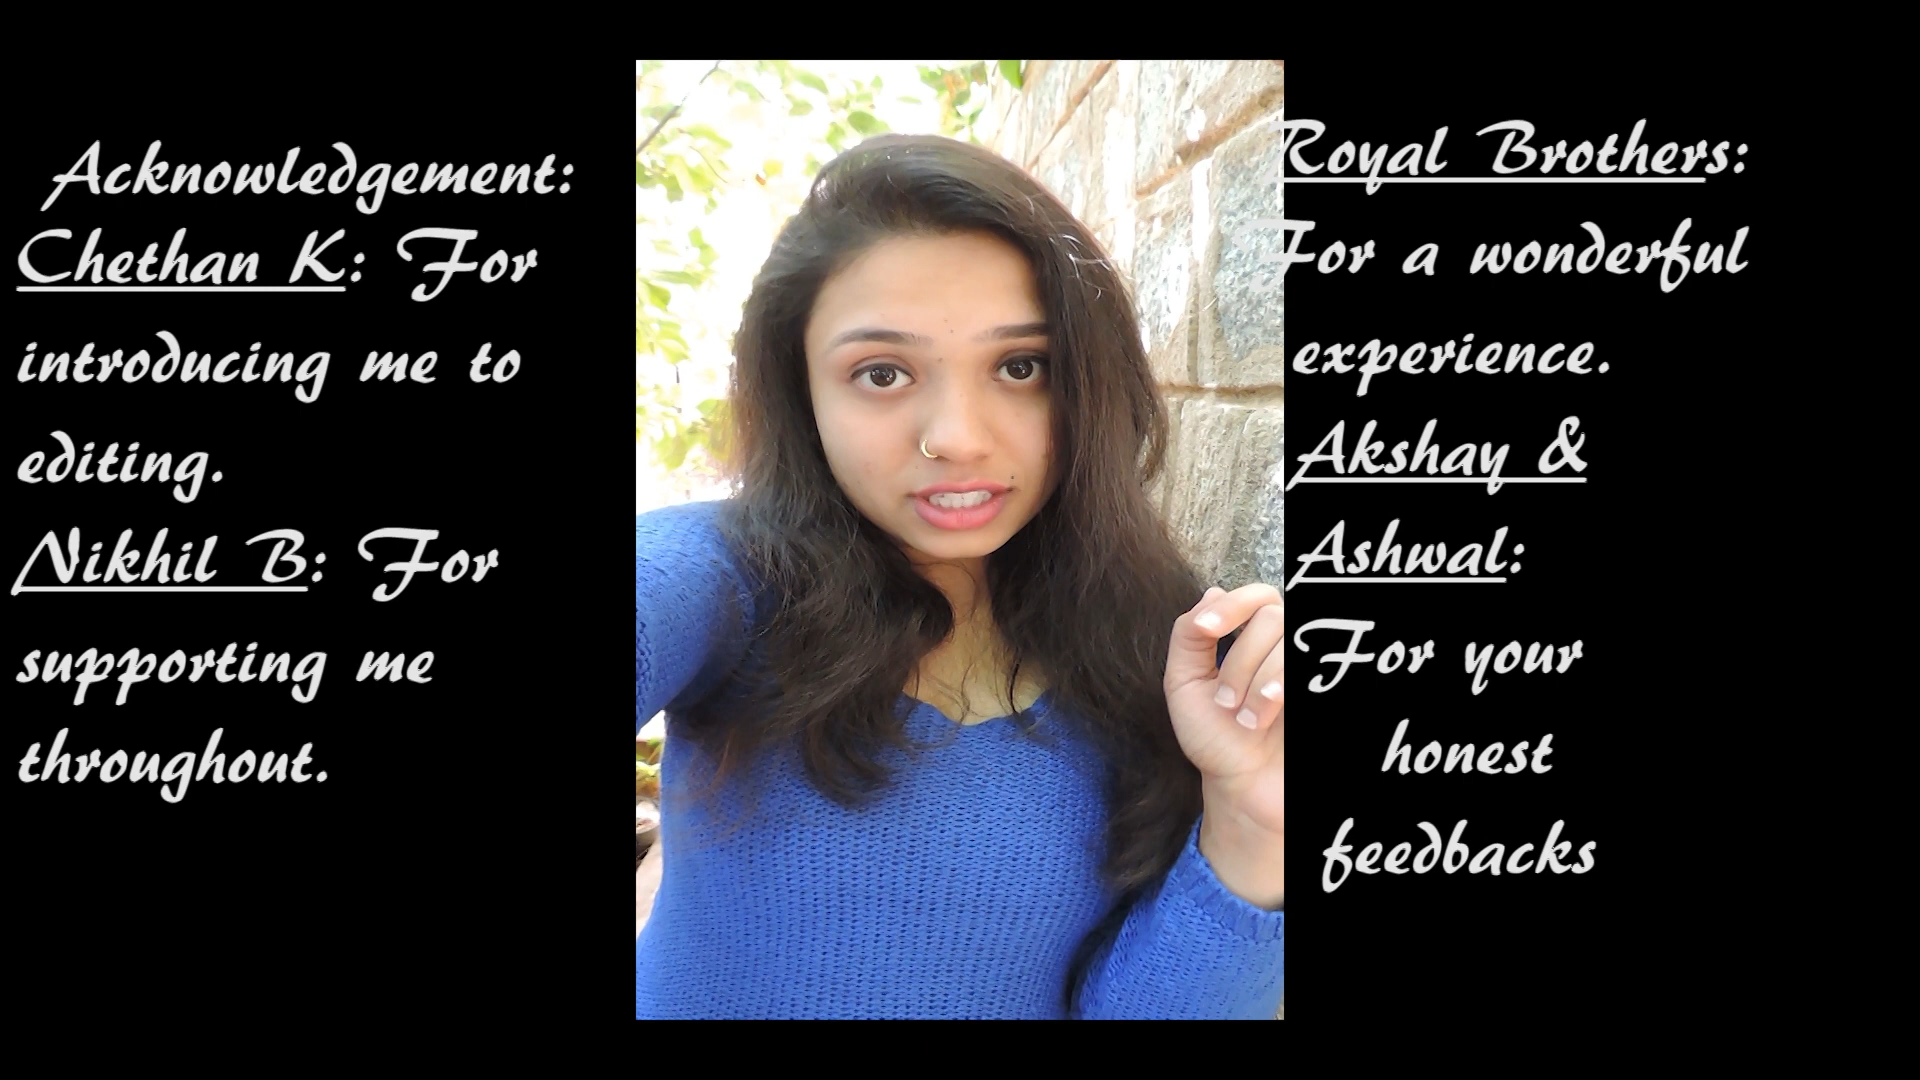 Acknowledgement:
Chethan K: For
introducing me to
editing.
Nikhil B: For
supporting me
throughout.
Royal Brothers:
For a wonderful
experience.
Akshay &
Ashwal:
For your
honest
feedbacks